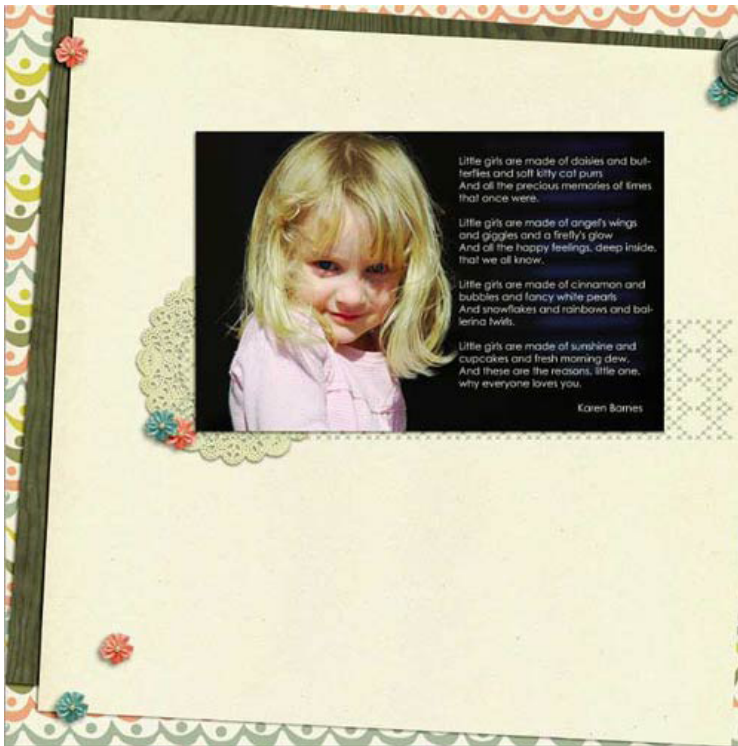 Little girls are made of daisies and but-
terflies and soft kitty cat purrs
And all the precious memories of times
that once were.
Little girls are made of angel's wings
and giggles and a firefly's glow
And all the happy feelings, deep inside,
that we all know.
Little girls are made of cinnamon and
bubbles and fancy white pearls
And snowflakes and rainbows and bal-
lerina twirls.
Little girls are made of sunshine and
cupcakes and fresh morning dew.
And these are the reasons, little one,
why everyone loves you.
Karen Barnes